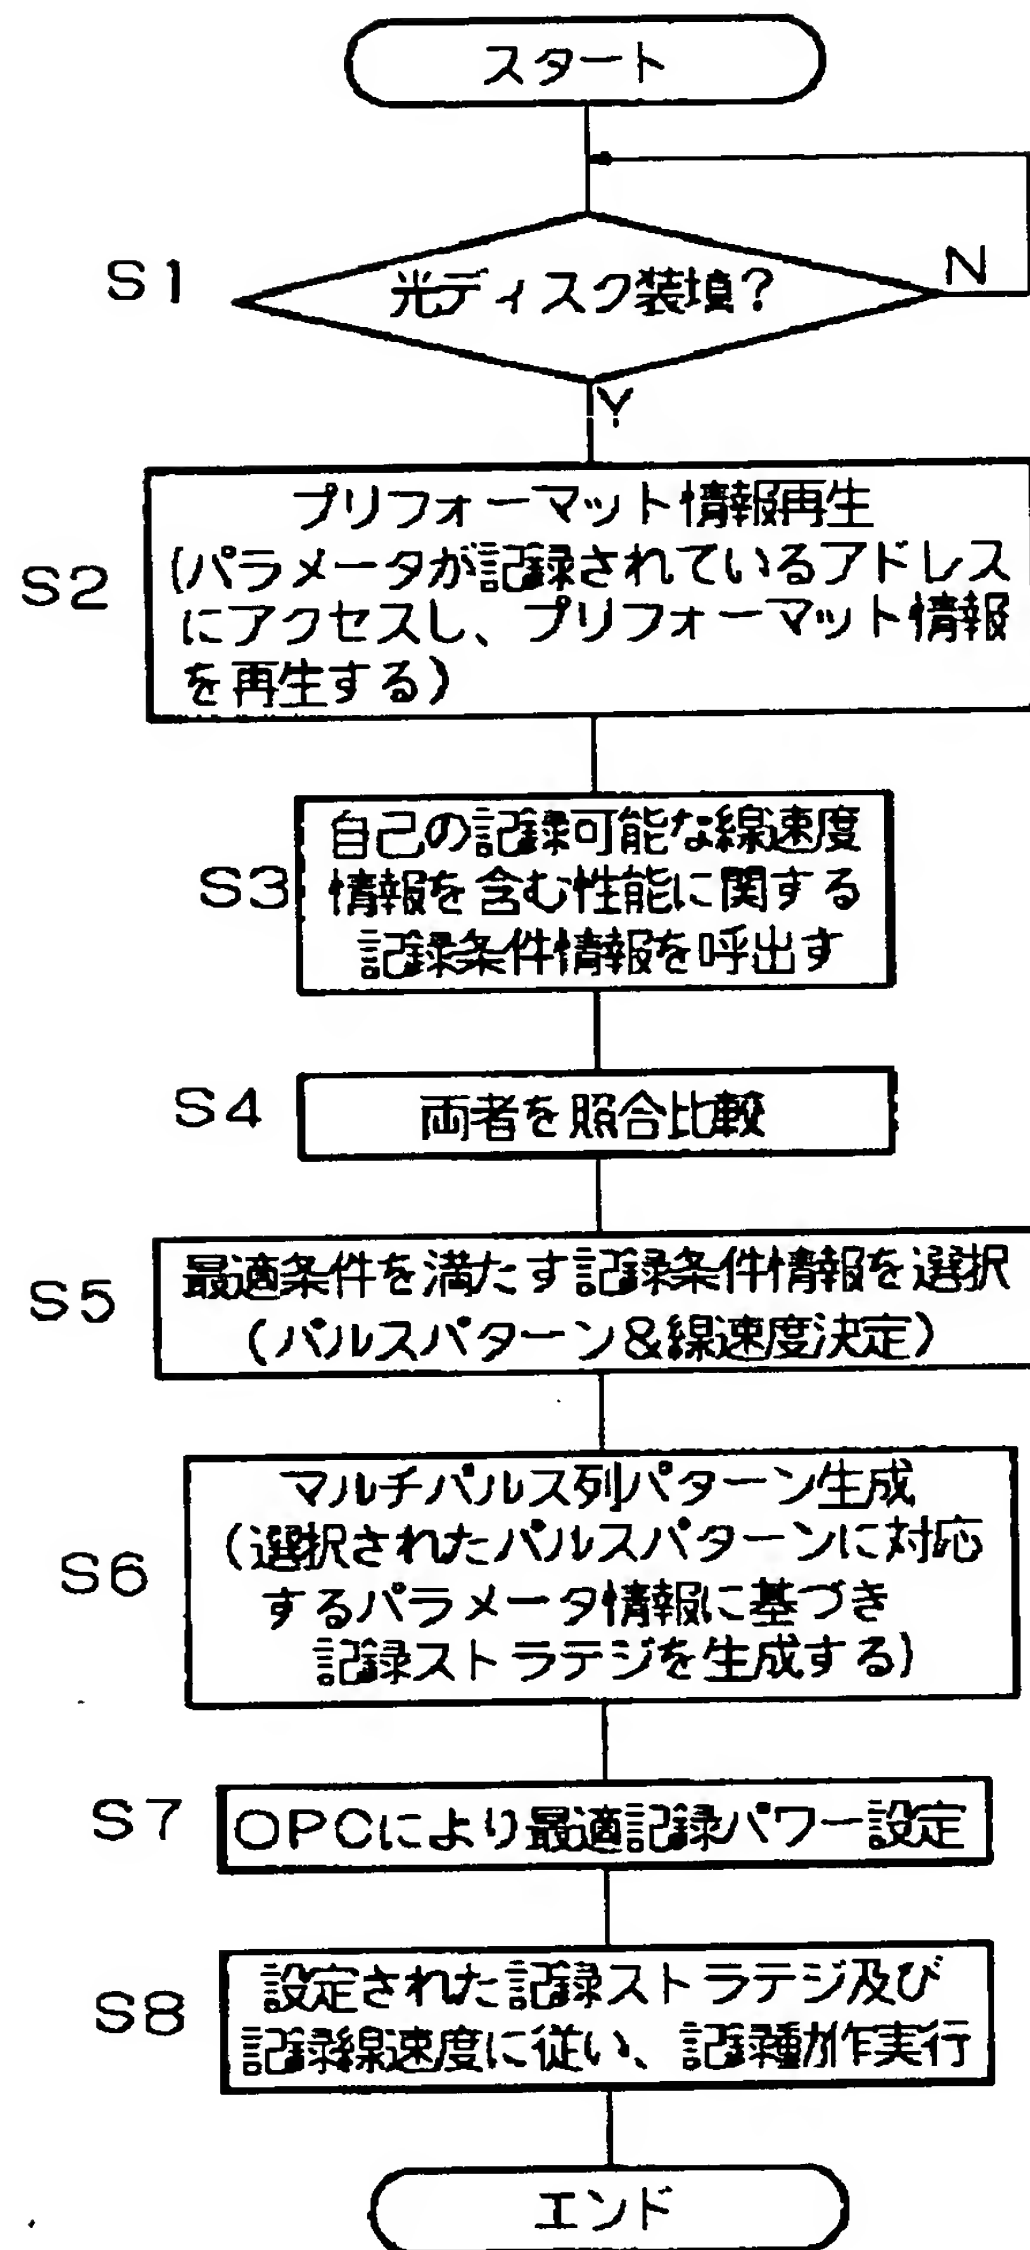 スタート
S1
光ディスク装填?
N
Y
S2
プリフォーマット情報再生
(パラメータが記録されているアドレス
にアクセスし、プリフォーマット情報
を再生する)
S3
自己の記録可能な線速度
情報を含む性能に関する
記録条件情報を呼出す
S4
両者を照合比較
S5
最適条件を満たす記録条件情報を選択
(パルスパターン&線速度決定)
S6
マルチパルス列パターン生成
(選択されたパルスパターンに対応
するパラメータ情報に基づき
記録ストラテジを生成する)
S7
OPCにより最適記録パワー設定
S8
設定された記録ストラテジ及び
記録線速度に従い、記録動作実行
エンド